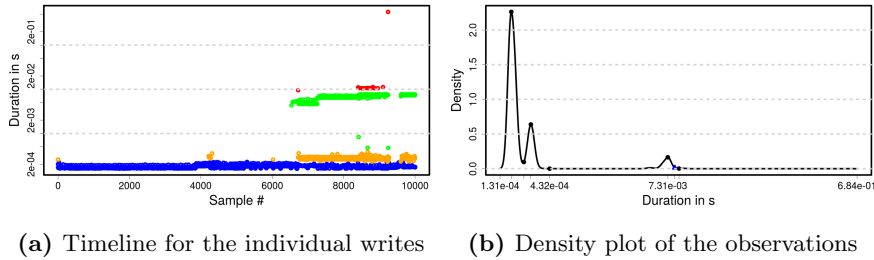 Duration in s
2e-01
2e-02
2e-03
2e-04
0
2000
4000
6000
8000
10000
Sample #
Density
2.0
1.5
1.0
0.5
0.0
1.31e-04
4.32e-04
7.31e-03
6.84e-01
Duration in s
(a) Timeline for the individual writes
(b) Density plot of the observations